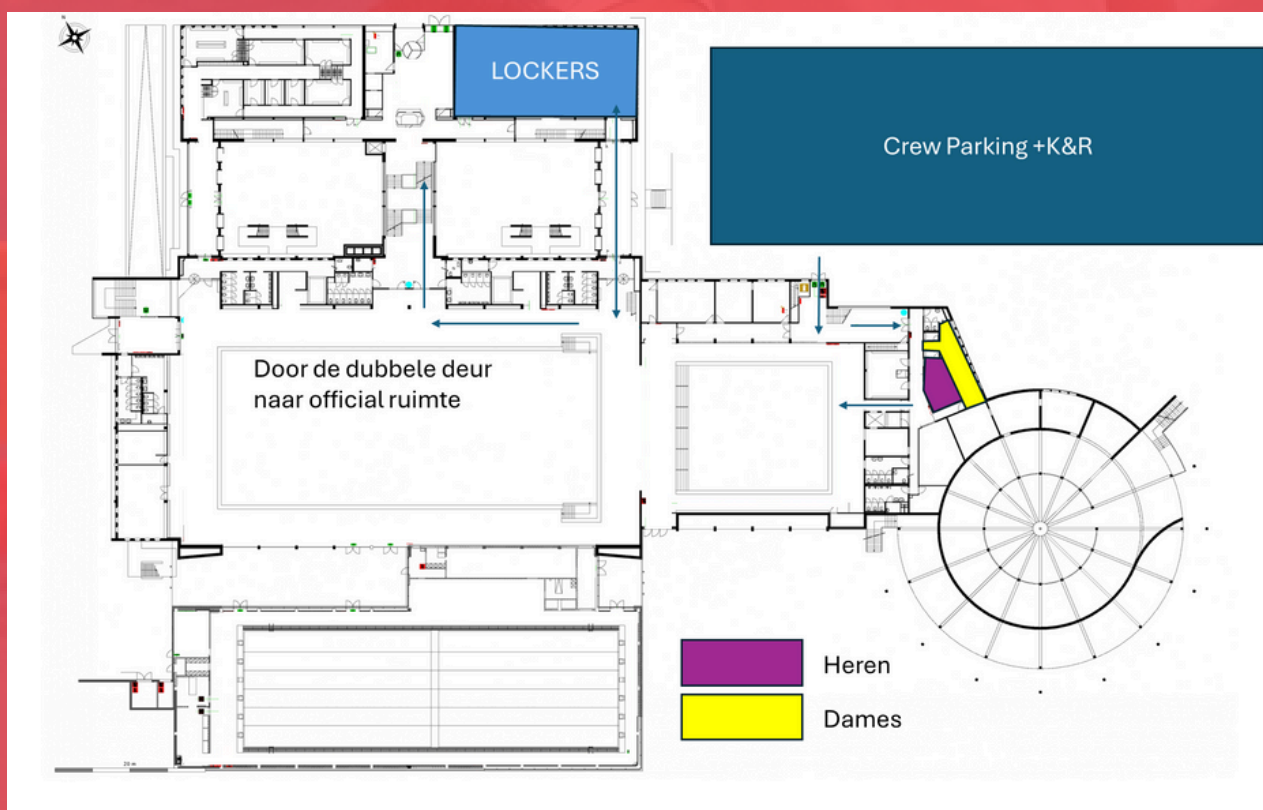 N
LOCKERS
Crew Parking +K&R
Door de dubbele deur
naar official ruimte
Heren
Dames